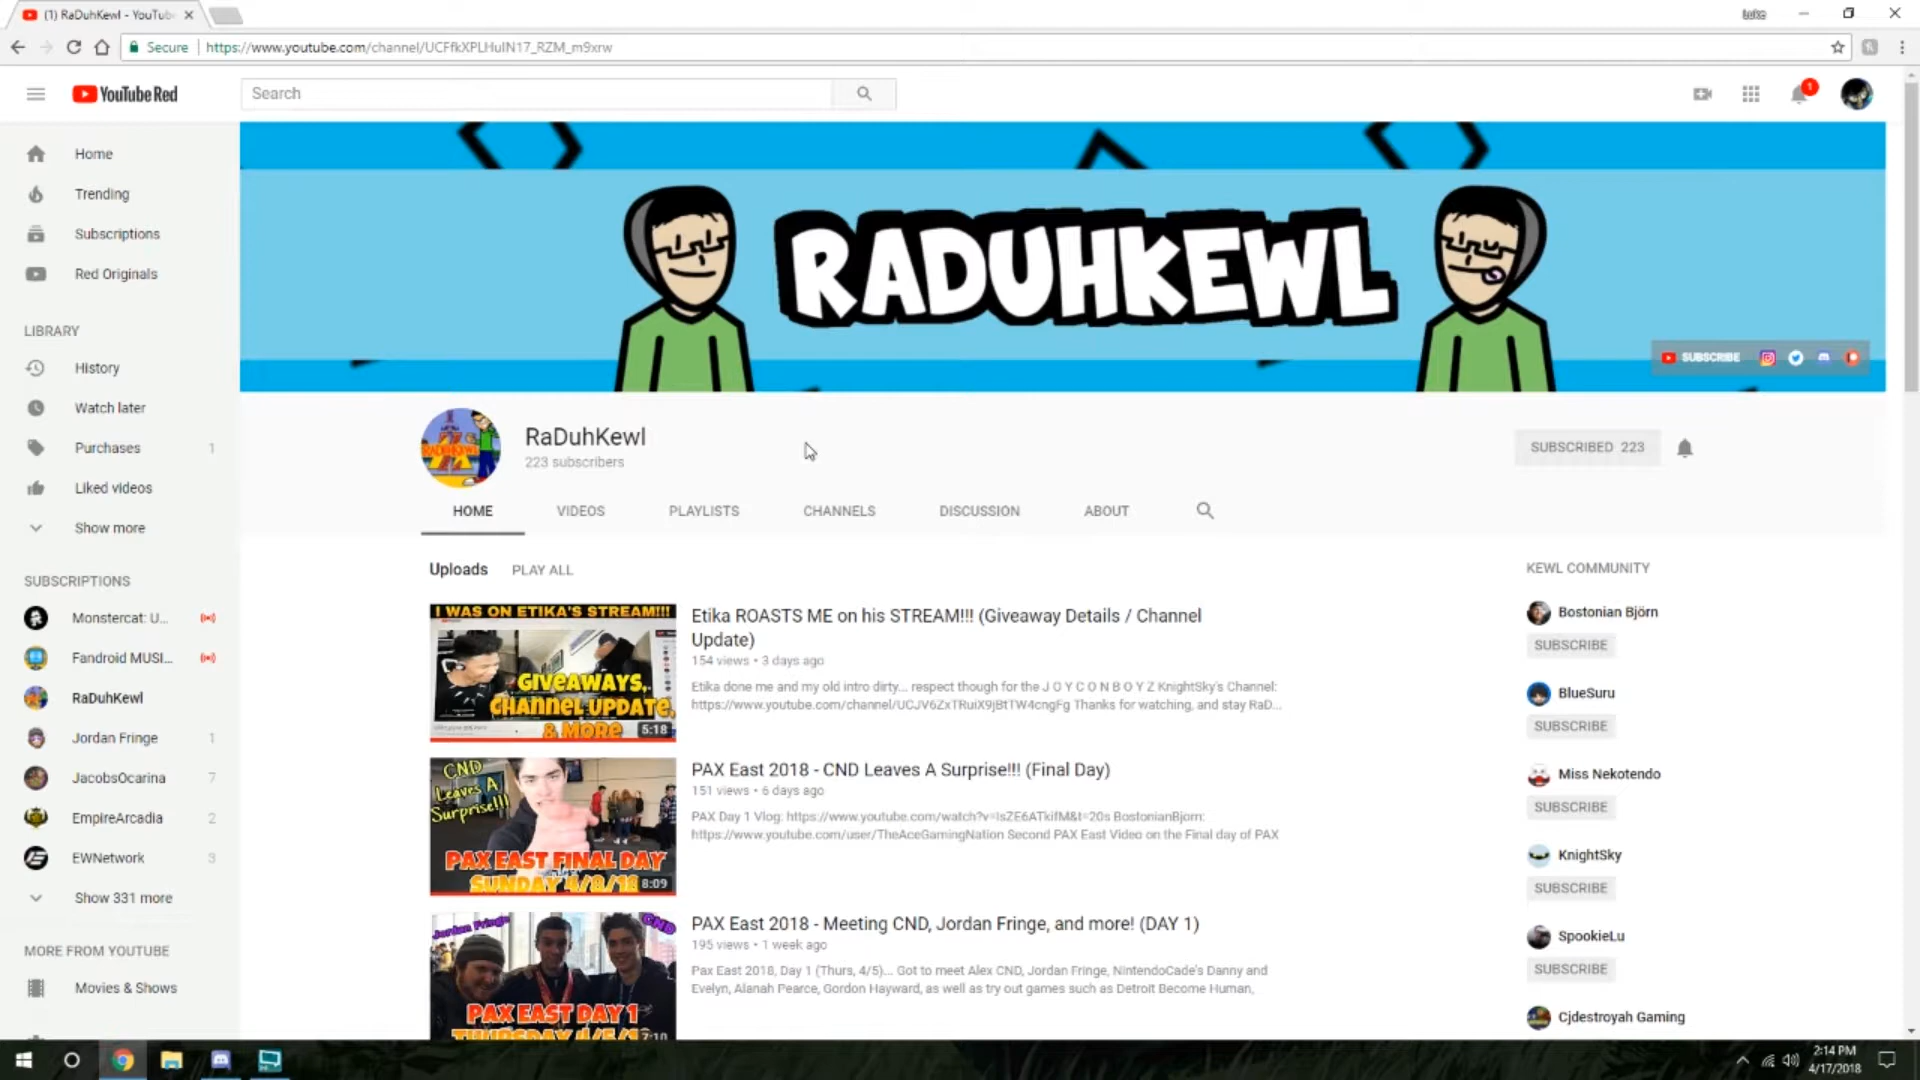 (1) RaDuhKewl - YouTub
Luke
Secure
https://www.youtube.com/channel/UCFfkXPLHuIN17_RZM_m9xrw
YouTube Red
Search
1
Home
Trending
Subscriptions
Red Originals
LIBRARY
History
Watch later
Purchases 1
Liked videos
Show more
SUBSCRIPTIONS
Monstercat: U...
Fandroid MUSI...
RaDuhKewl
Jordan Fringe 1
JacobsOcarina 7
EmpireArcadia 2
EWNetwork 3
Show 331 more
MORE FROM YOUTUBE
Movies & Shows
RADUHKEWL
SUBSCRIBE
RaDuhKewl
223 subscribers
SUBSCRIBED 223
HOME VIDEOS PLAYLISTS CHANNELS DISCUSSION ABOUT
Uploads PLAY ALL
I WAS ON ETIKA'S STREAM!!!
GIVEAWAYS,
CHANNEL UPDATE,
& MORE
5:18
Etika ROASTS ME on his STREAM!!! (Giveaway Details / Channel
Update)
154 views • 3 days ago
Etika done me and my old intro dirty... respect though for the J O Y C O N B O Y Z KnightSky's Channel:
https://www.youtube.com/channel/UCJV6ZxTRuiX9jBtTW4cngFg Thanks for watching, and stay RaD...
CND
Leaves A
Surprise!!!
PAX EAST FINAL DAY
SUNDAY 4/8/18
8:09
PAX East 2018 - CND Leaves A Surprise!!! (Final Day)
151 views • 6 days ago
PAX Day 1 Vlog: https://www.youtube.com/watch?v=IsZE6ATkifM&t=20s BostonianBjorn:
https://www.youtube.com/user/TheAceGamingNation Second PAX East Video on the Final day of PAX
Jordan Fringe
CND
PAX EAST DAY 1
THURSDAY 4/5/18
7:10
PAX East 2018 - Meeting CND, Jordan Fringe, and more! (DAY 1)
195 views • 1 week ago
Pax East 2018, Day 1 (Thurs, 4/5)... Got to meet Alex CND, Jordan Fringe, NintendoCade's Danny and
Evelyn, Alanah Pearce, Gordon Hayward, as well as try out games such as Detroit Become Human,
KEWL COMMUNITY
Bostonian Björn
SUBSCRIBE
BlueSuru
SUBSCRIBE
Miss Nekotendo
SUBSCRIBE
KnightSky
SUBSCRIBE
SpookieLu
SUBSCRIBE
Cjdestroyah Gaming
2:14 PM
4/17/2018